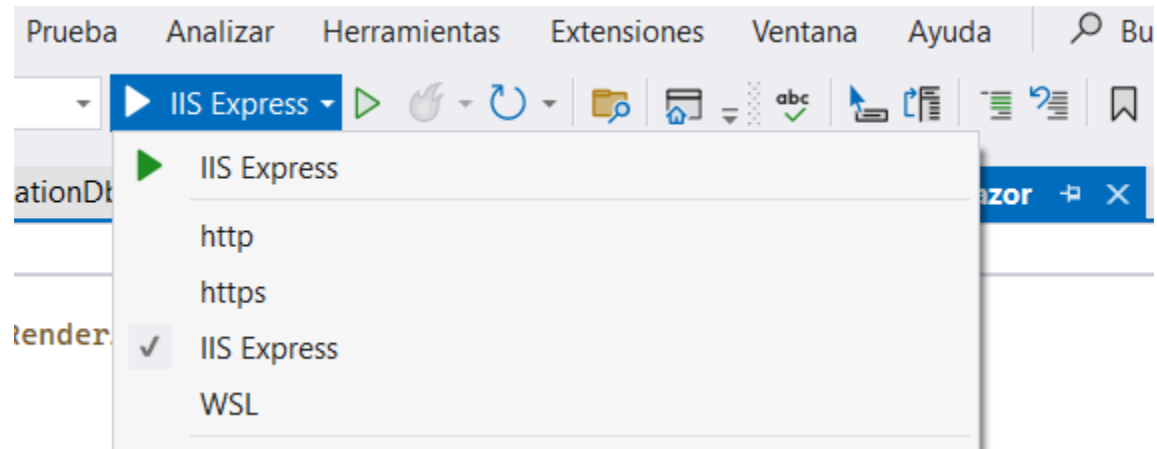 Prueba Analizar Herramientas Extensiones Ventana Ayuda Bu
IIS Express abc
IIS Express
ationDb azor
http
https
Render
IIS Express
WSL